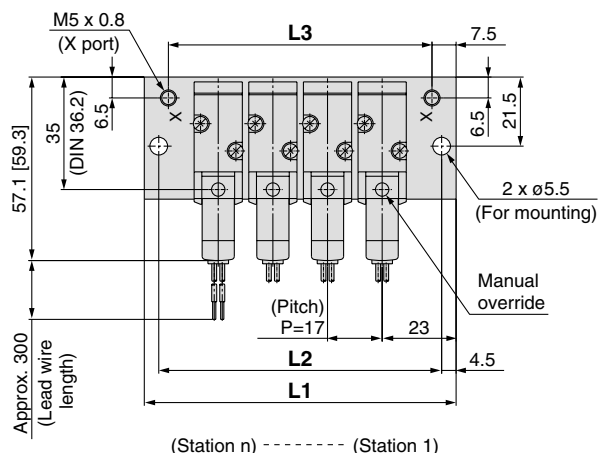 M5 x 0.8
(X port)
L3
7.5
6.5
35
(DIN 36.2)
57.1 [59.3]
X
X
6.5
21.5
2 x ø5.5
(For mounting)
Manual
override
(Pitch)
P=17
23
Approx. 300
(Lead wire
length)
L2
4.5
L1
(Station n) - - - - - - - (Station 1)